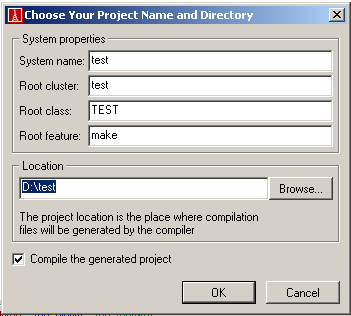 Choose Your Project Name and Directory
System properties
System name: test
Root cluster: test
Root class: TEST
Root feature: make
Location
D:\test Browse...
The project location is the place where compilation
files will be generated by the compiler
Compile the generated project
OK Cancel